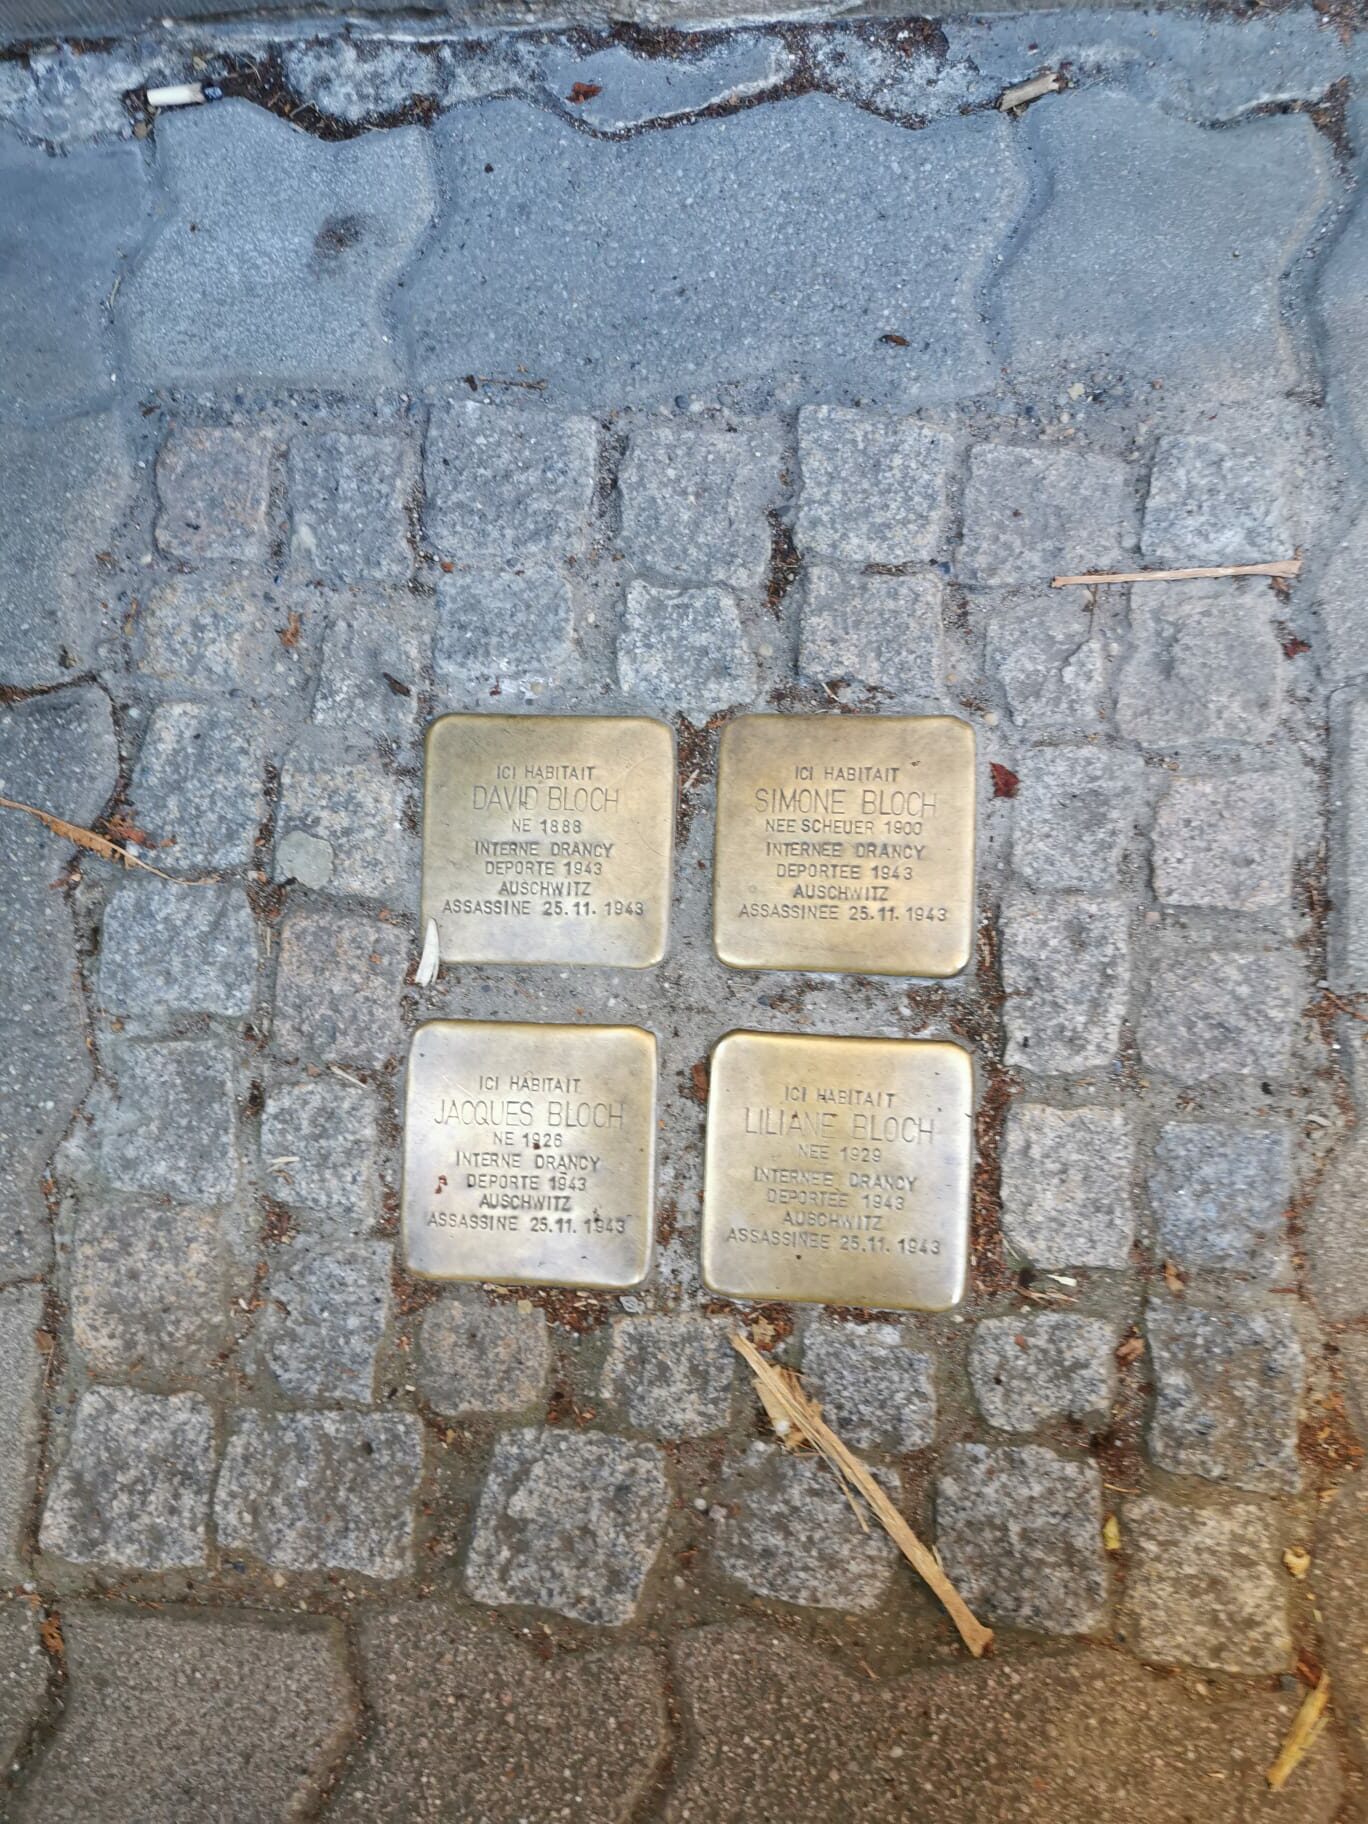 ICI HABITAIT
DAVID BLOCH
NE 1888
INTERNE DRANCY
DEPORTE 1943
AUSCHWITZ
ASSASSINE 25.11.1943
ICI HABITAIT
SIMONE BLOCH
NEE SCHEUER 1900
INTERNEE DRANCY
DEPORTEE 1943
AUSCHWITZ
ASSASSINEE 25.11.1943
ICI HABITAIT
JACQUES BLOCH
NE 1926
INTERNE DRANCY
DEPORTE 1943
AUSCHWITZ
ASSASSINE 25.11.1943
ICI HABITAIT
LILIANE BLOCH
NEE 1929
INTERNEE DRANCY
DEPORTEE 1943
AUSCHWITZ
ASSASSINEE 25.11.1943